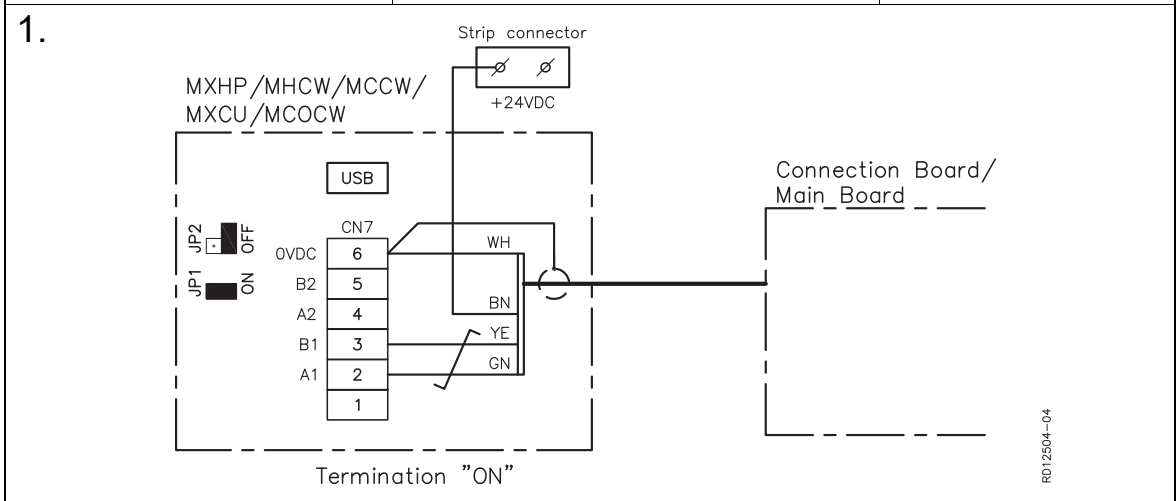 1.
Strip connector
+24VDC
MXHP/MHCW/MCCW/
MXCU/MCOCW
USB
CN7
JP2
OFF
JP1
ON
0VDC 6
B2 5
A2 4
B1 3
A1 2
1
WH
BN
YE
GN
Connection Board/
Main Board
Termination "ON"
RD12504-04